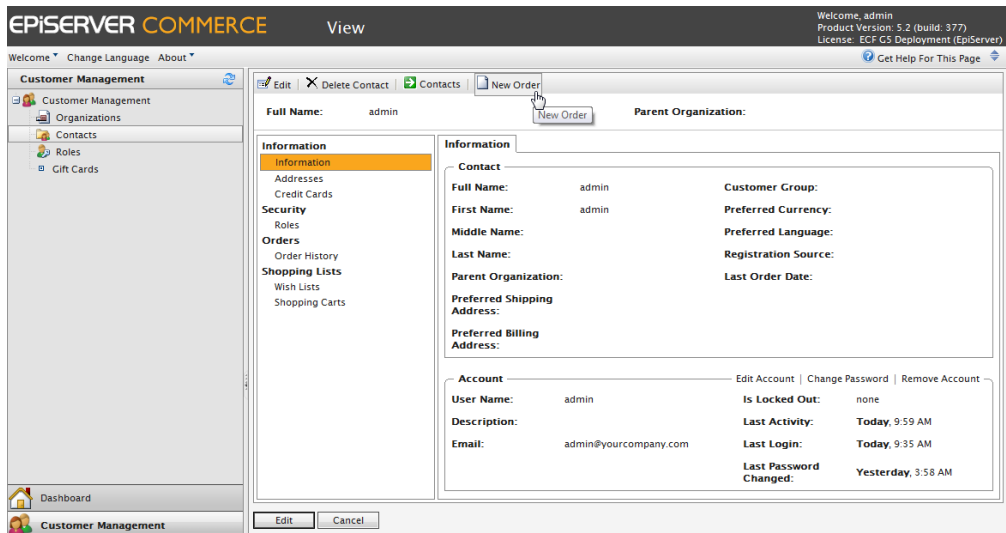 EPiSERVER COMMERCE View
Welcome, admin
Product Version: 5.2 (build: 377)
License: ECF G5 Deployment (EpiServer)
Welcome Change Language About Get Help For This Page
Customer Management
Customer Management
Organizations
Contacts
Roles
Gift Cards
Dashboard
Customer Management
Edit Delete Contact Contacts New Order
New Order
Full Name: admin Parent Organization:
Information
Information
Addresses
Credit Cards
Security
Roles
Orders
Order History
Shopping Lists
Wish Lists
Shopping Carts
Information
Contact
Full Name: admin Customer Group:
First Name: admin Preferred Currency:
Middle Name: Preferred Language:
Last Name: Registration Source:
Parent Organization: Last Order Date:
Preferred Shipping
Address:
Preferred Billing
Address:
Account Edit Account | Change Password | Remove Account
User Name: admin Is Locked Out: none
Description: Last Activity: Today, 9:59 AM
Email: admin@yourcompany.com Last Login: Today, 9:35 AM
Last Password
Changed: Yesterday, 3:58 AM
Edit Cancel